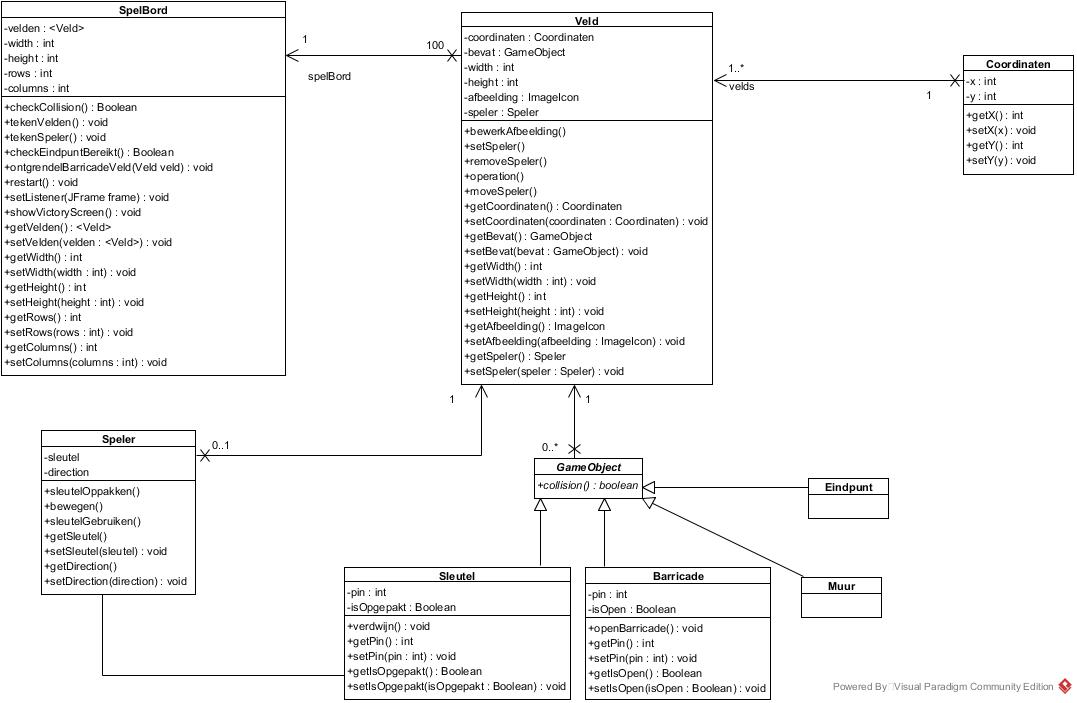 SpelBord
-velden : <Veld>
-width : int
-height : int
-rows : int
-columns : int
+checkCollision() : Boolean
+tekenVelden() : void
+tekenSpeler() : void
+checkEindpuntBereikt() : Boolean
+ontgrendelBarricadeVeld(Veld veld) : void
+restart() : void
+setListener(JFrame frame) : void
+showVictoryScreen() : void
+getVelden() : <Veld>
+setVelden(velden : <Veld>) : void
+getWidth() : int
+setWidth(width : int) : void
+getHeight() : int
+setHeight(height : int) : void
+getRows() : int
+setRows(rows : int) : void
+getColumns() : int
+setColumns(columns : int) : void
1
100
spelBord
Veld
-coordinaten : Coordinaten
-bevat : GameObject
-width : int
-height : int
-afbeelding : ImageIcon
-speler : Speler
+bewerkAfbeelding()
+setSpeler()
+removeSpeler()
+operation()
+moveSpeler()
+getCoordinaten() : Coordinaten
+setCoordinaten(coordinaten : Coordinaten) : void
+getBevat() : GameObject
+setBevat(bevat : GameObject) : void
+getWidth() : int
+setWidth(width : int) : void
+getHeight() : int
+setHeight(height : int) : void
+getAfbeelding() : ImageIcon
+setAfbeelding(afbeelding : ImageIcon) : void
+getSpeler() : Speler
+setSpeler(speler : Speler) : void
1..*
velds
1
Coordinaten
-x : int
-y : int
+getX() : int
+setX(x) : void
+getY() : int
+setY(y) : void
1
1
0..1
0..*
Speler
-sleutel
-direction
+sleutelOppakken()
+bewegen()
+sleutelGebruiken()
+getSleutel()
+setSleutel(sleutel) : void
+getDirection()
+setDirection(direction) : void
GameObject
+collision() : boolean
Eindpunt
Muur
Sleutel
-pin : int
-isOpgepakt : Boolean
+verdwijn() : void
+getPin() : int
+setPin(pin : int) : void
+getIsOpgepakt() : Boolean
+setIsOpgepakt(isOpgepakt : Boolean) : void
Barricade
-pin : int
-isOpen : Boolean
+openBarricade() : void
+getPin() : int
+setPin(pin : int) : void
+getIsOpen() : Boolean
+setIsOpen(isOpen : Boolean) : void
Powered By Visual Paradigm Community Edition